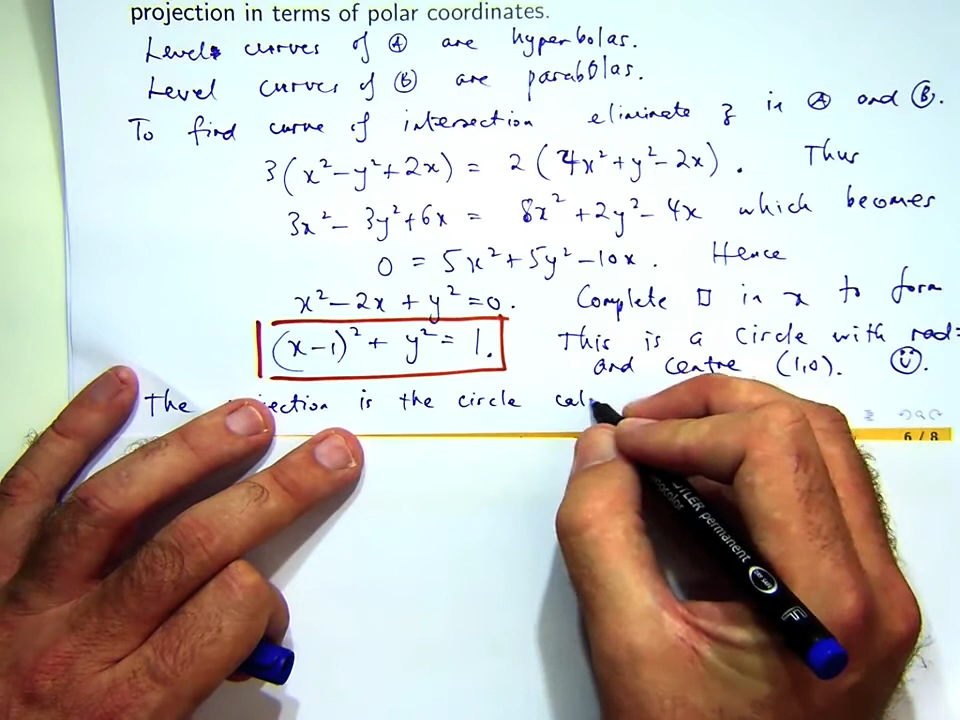 projection in terms of polar coordinates.
Level curves of Ⓐ are hyperbolas.
Level curves of Ⓑ are parabolas.
To find curve of intersection eliminate z in Ⓐ and Ⓑ.
3(x² − y² + 2x) = 2(4x² + y² − 2x). Thus
3x² − 3y² + 6x = 8x² + 2y² − 4x which becomes
0 = 5x² + 5y² − 10x. Hence
x² − 2x + y² = 0. Complete □ in x to form
(x − 1)² + y² = 1. This is a circle with rad =
and centre (1,0).
The is the circle
6 / 8
permanent
F